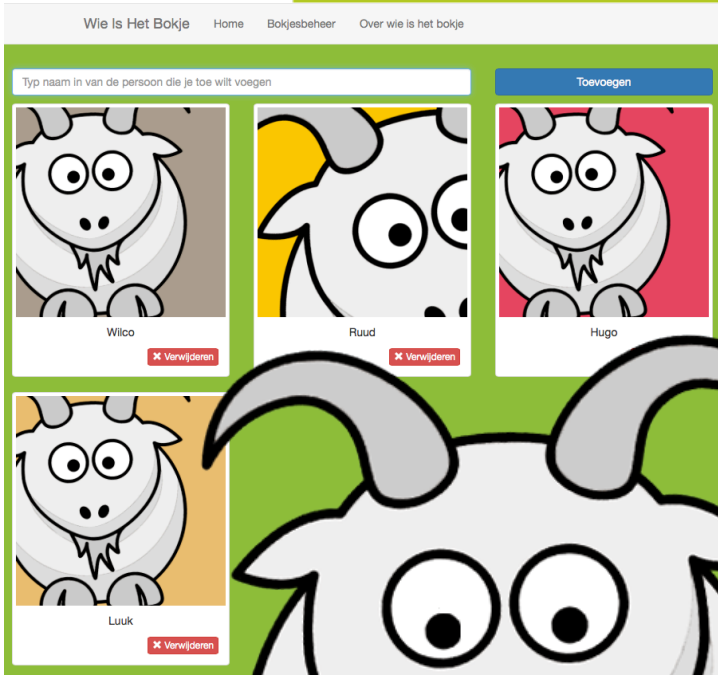 Wie Is Het Bokje Home Bokjesbeheer Over wie is het bokje
Typ naam in van de persoon die je toe wilt voegen Toevoegen
Wilco Ruud Hugo
✖ Verwijderen ✖ Verwijderen
Luuk
✖ Verwijderen